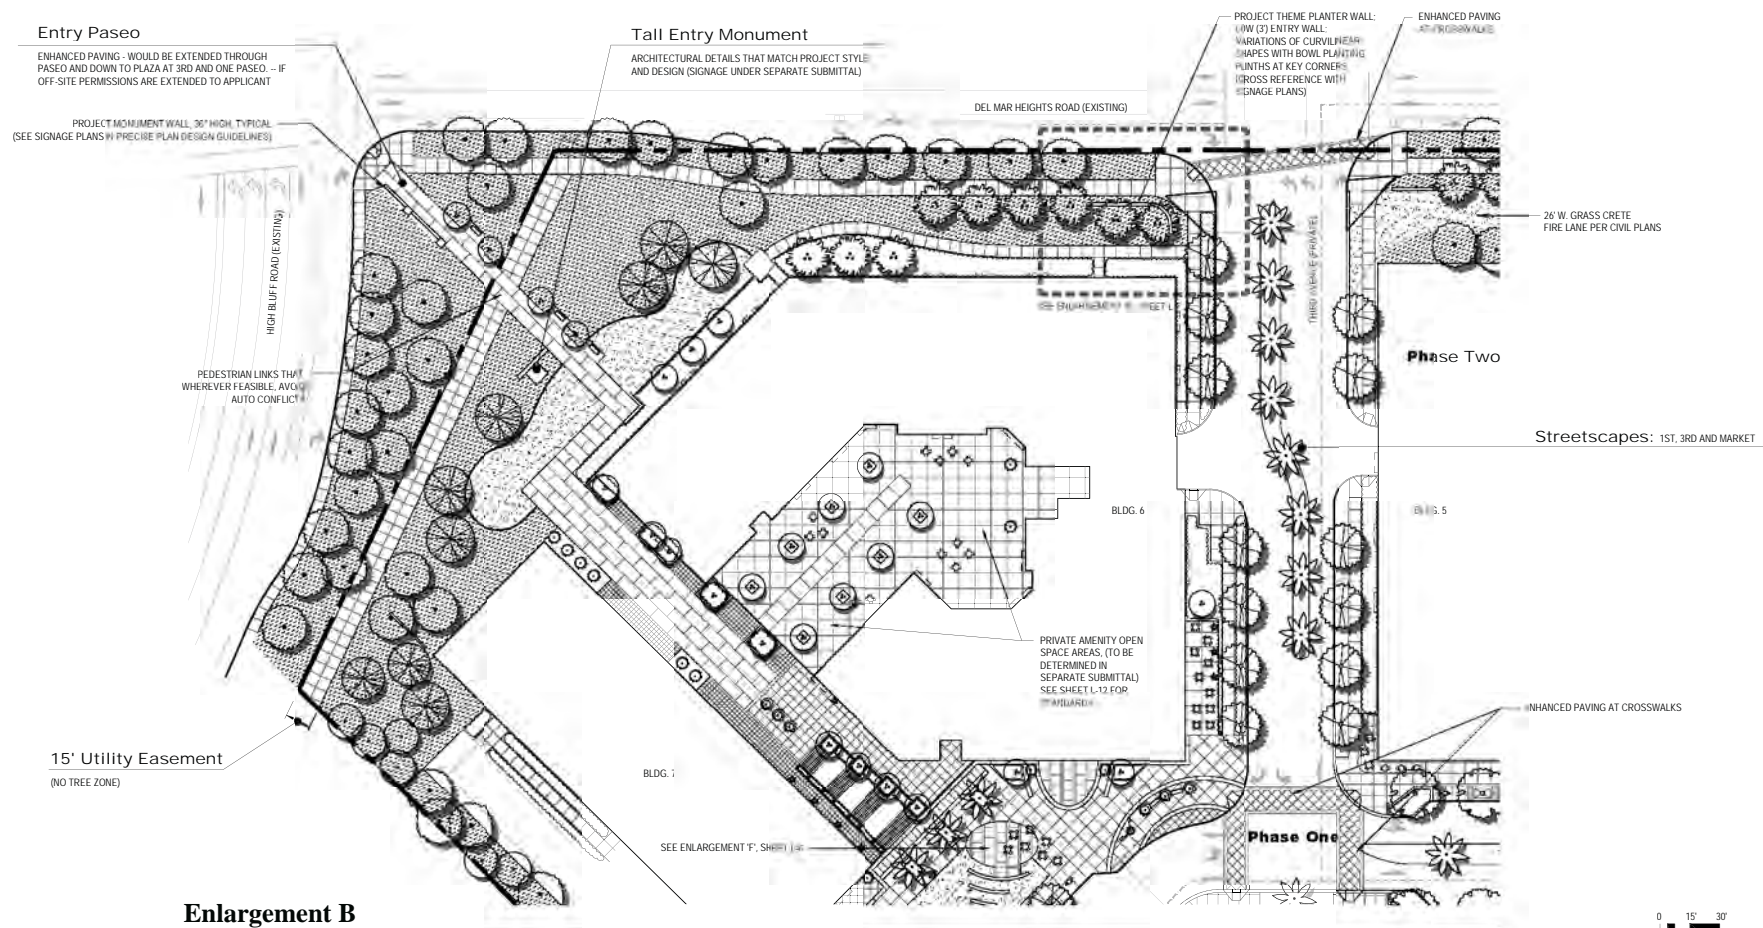 Entry Paseo
ENHANCED PAVING - WOULD BE EXTENDED THROUGH
PASEO AND DOWN TO PLAZA AT 3RD AND ONE PASEO. -- IF
OFF-SITE PERMISSIONS ARE EXTENDED TO APPLICANT
PROJECT MONUMENT WALL, 36" HIGH, TYPICAL
(SEE SIGNAGE PLANS IN PRECISE PLAN DESIGN GUIDELINES)
Tall Entry Monument
ARCHITECTURAL DETAILS THAT MATCH PROJECT STYLE
AND DESIGN (SIGNAGE UNDER SEPARATE SUBMITTAL)
DEL MAR HEIGHTS ROAD (EXISTING)
PROJECT THEME PLANTER WALL:
LOW (3') ENTRY WALL:
VARIATIONS OF CURVILINEAR
SHAPES WITH BOWL PLANTING
PLINTHS AT KEY CORNERS
(CROSS REFERENCE WITH
SIGNAGE PLANS)
ENHANCED PAVING
AT CROSSWALKS
26' W. GRASS CRETE
FIRE LANE PER CIVIL PLANS
HIGH BLUFF ROAD (EXISTING)
THIRD AVENUE (PRIVATE)
SEE ENLARGEMENT
Phase Two
PEDESTRIAN LINKS THA
WHEREVER FEASIBLE, AVO
AUTO CONFLIC
Streetscapes: 1ST, 3RD AND MARKET
BLDG. 6
5
PRIVATE AMENITY OPEN
SPACE AREAS, (TO BE
DETERMINED IN
SEPARATE SUBMITTAL)
SEE SHEET L-12 FOR
STANDARDS
NHANCED PAVING AT CROSSWALKS
15' Utility Easement
(NO TREE ZONE)
BLDG. 7
SEE ENLARGEMENT 'F', SHEET
Phase One
Enlargement B
0 15' 30'